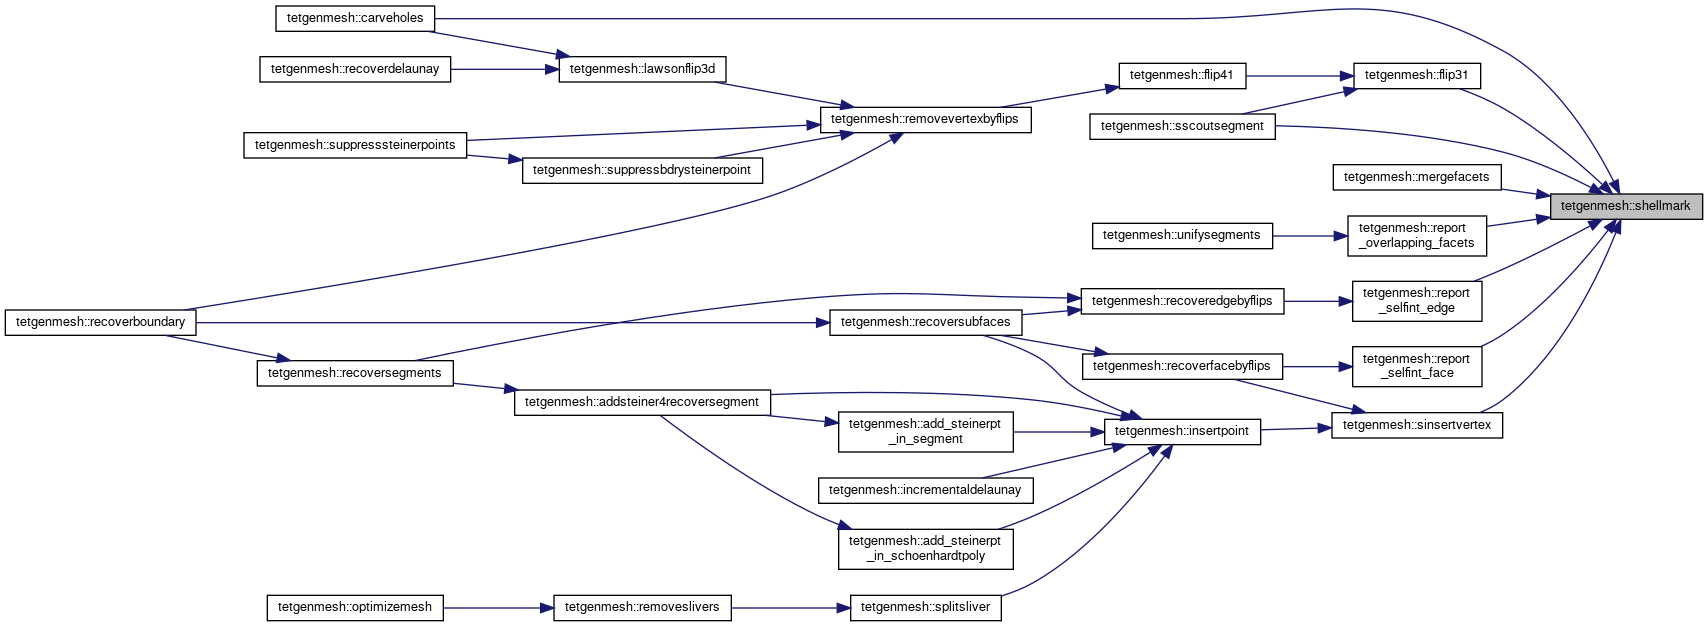 tetgenmesh::carveholes
tetgenmesh::recoverdelaunay
tetgenmesh::lawsonflip3d
tetgenmesh::flip41
tetgenmesh::flip31
tetgenmesh::removevertexbyflips
tetgenmesh::sscoutsegment
tetgenmesh::suppresssteinerpoints
tetgenmesh::suppressbdrysteinerpoint
tetgenmesh::mergefacets
tetgenmesh::shellmark
tetgenmesh::unifysegments
tetgenmesh::report
_overlapping_facets
tetgenmesh::recoveredgebyflips
tetgenmesh::report
_selfint_edge
tetgenmesh::recoverboundary
tetgenmesh::recoversubfaces
tetgenmesh::recoversegments
tetgenmesh::recoverfacebyflips
tetgenmesh::report
_selfint_face
tetgenmesh::addsteiner4recoversegment
tetgenmesh::add_steinerpt
_in_segment
tetgenmesh::insertpoint
tetgenmesh::sinsertvertex
tetgenmesh::incrementaldelaunay
tetgenmesh::add_steinerpt
_in_schoenhardtpoly
tetgenmesh::optimizemesh
tetgenmesh::removeslivers
tetgenmesh::splitsliver